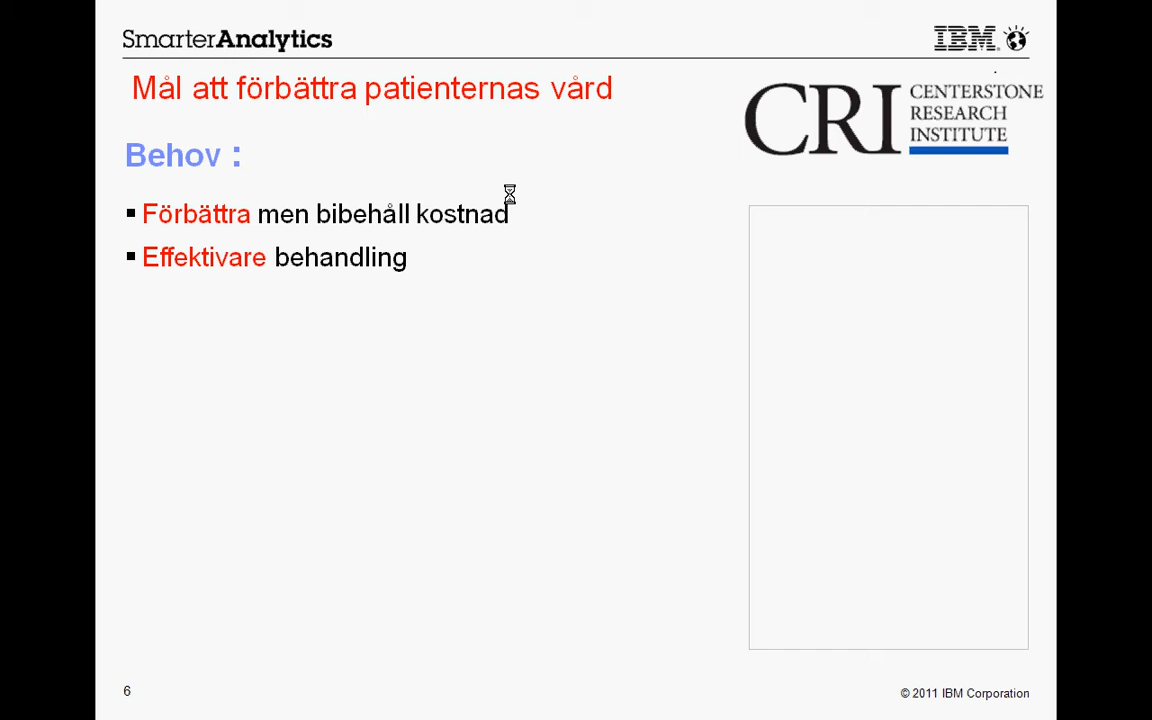 SmarterAnalytics
IBM
Mål att förbättra patienternas vård
CRI CENTERSTONE
RESEARCH
INSTITUTE
Behov :
▪ Förbättra men bibehåll kostnad
▪ Effektivare behandling
6
© 2011 IBM Corporation